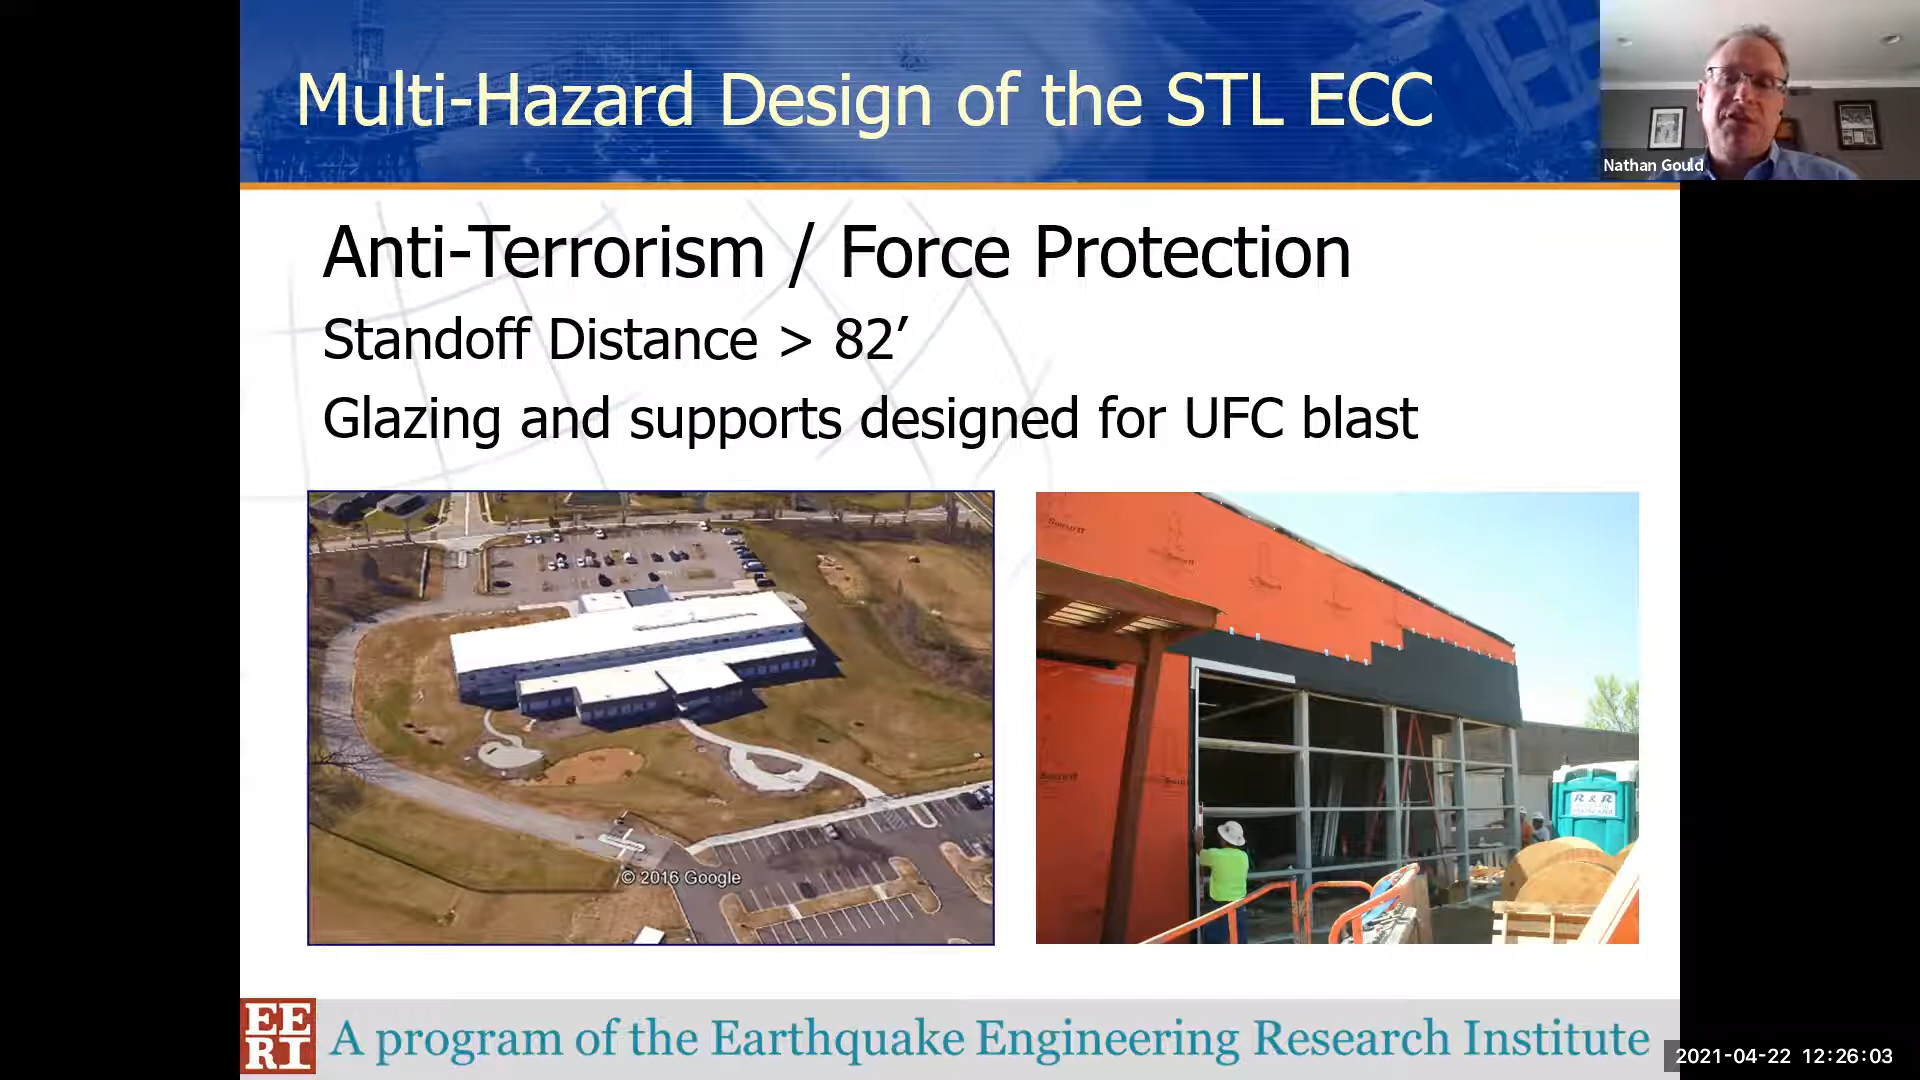 Multi-Hazard Design of the STL ECC
Nathan Gould
Anti-Terrorism / Force Protection
Standoff Distance > 82’
Glazing and supports designed for UFC blast
© 2016 Google
R & R
EE
RI
A program of the Earthquake Engineering Research Institute
2021-04-22 12:26:03